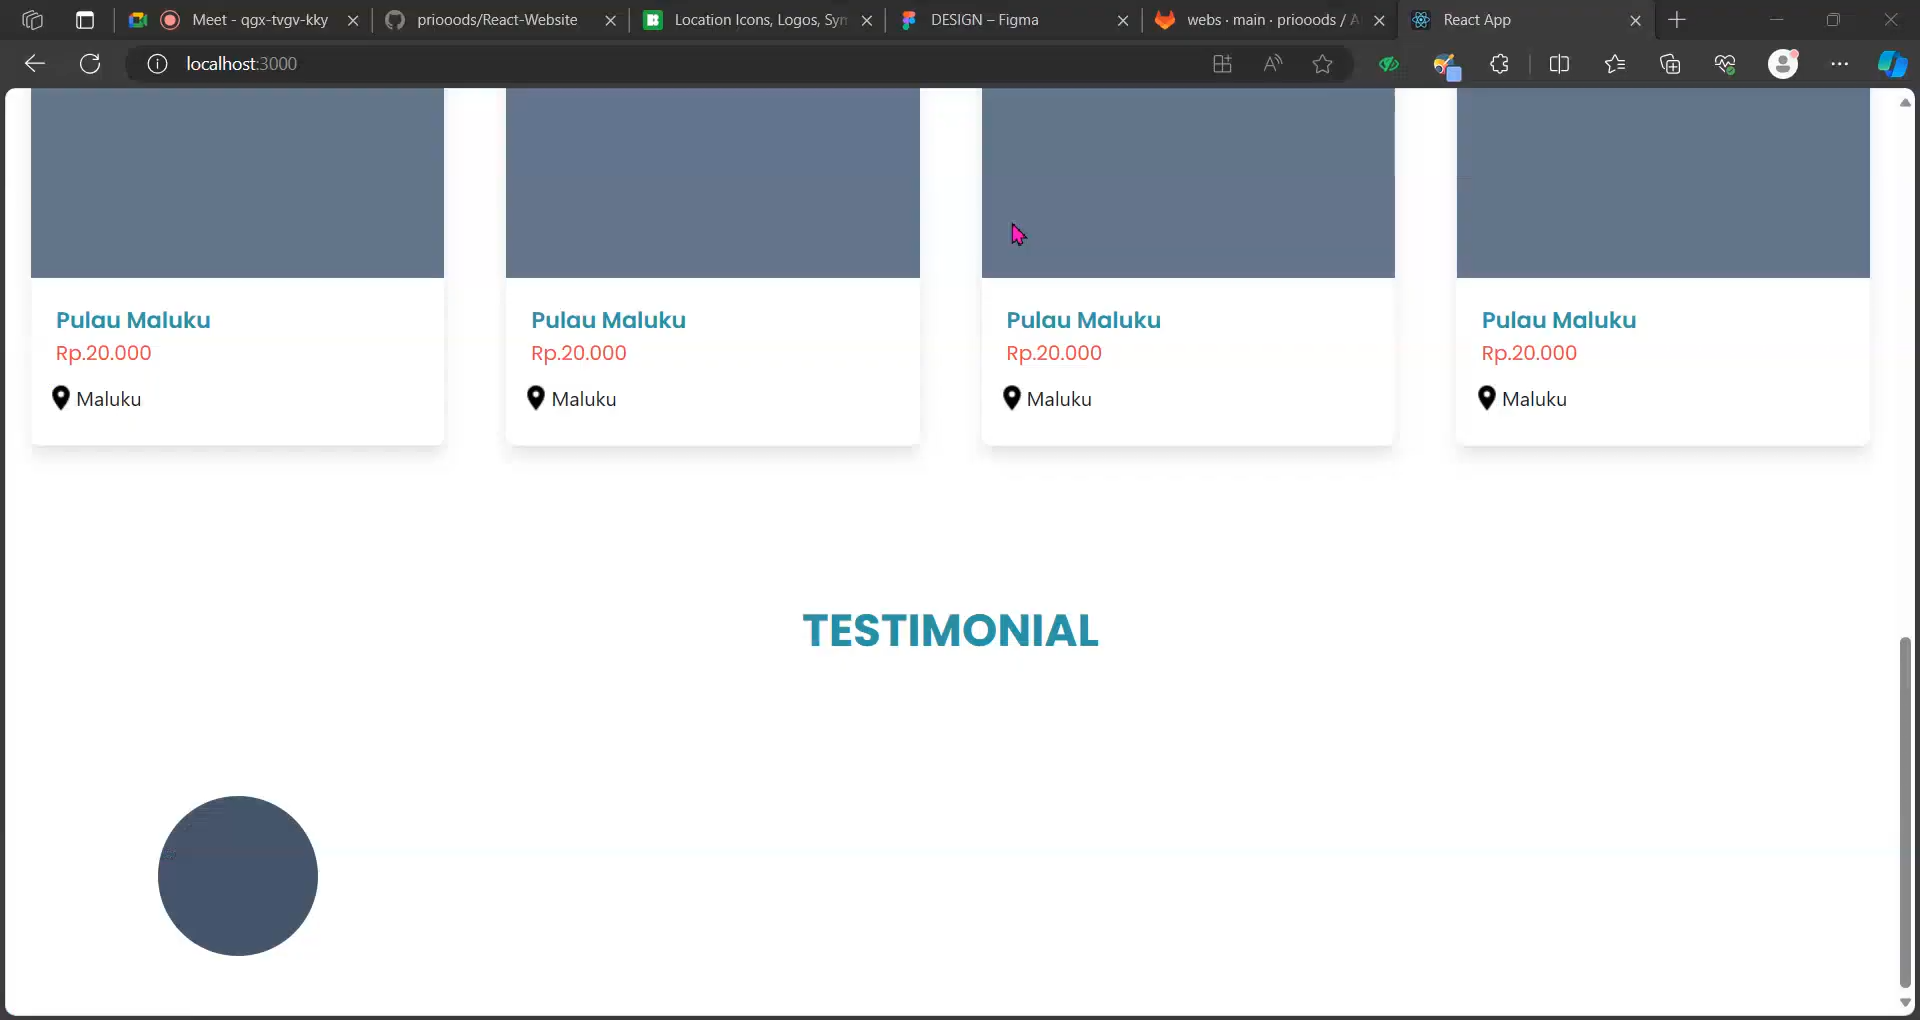 Meet - qgx-tvgv-kky
priooods/React-Website
Location Icons, Logos, Sym
DESIGN – Figma
webs · main · priooods / A
React App
localhost:3000
Pulau Maluku
Rp.20.000
Maluku
Pulau Maluku
Rp.20.000
Maluku
Pulau Maluku
Rp.20.000
Maluku
Pulau Maluku
Rp.20.000
Maluku
TESTIMONIAL